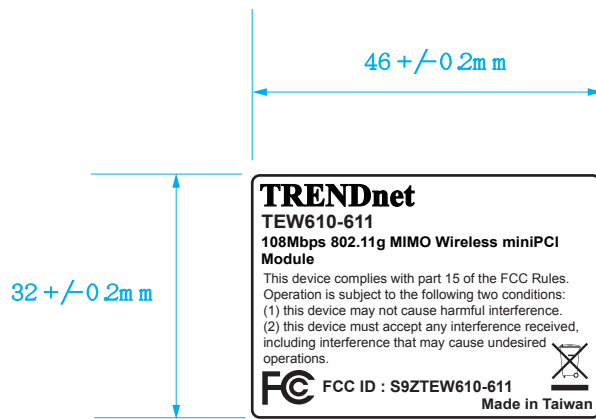 46 +/-0.2mm
32 +/-0.2mm
TRENDnet
TEW610-611
108Mbps 802.11g MIMO Wireless miniPCI
Module
This device complies with part 15 of the FCC Rules.
Operation is subject to the following two conditions:
(1) this device may not cause harmful interference.
(2) this device must accept any interference received,
including interference that may cause undesired
operations.
FC FCC ID : S9ZTEW610-611
Made in Taiwan